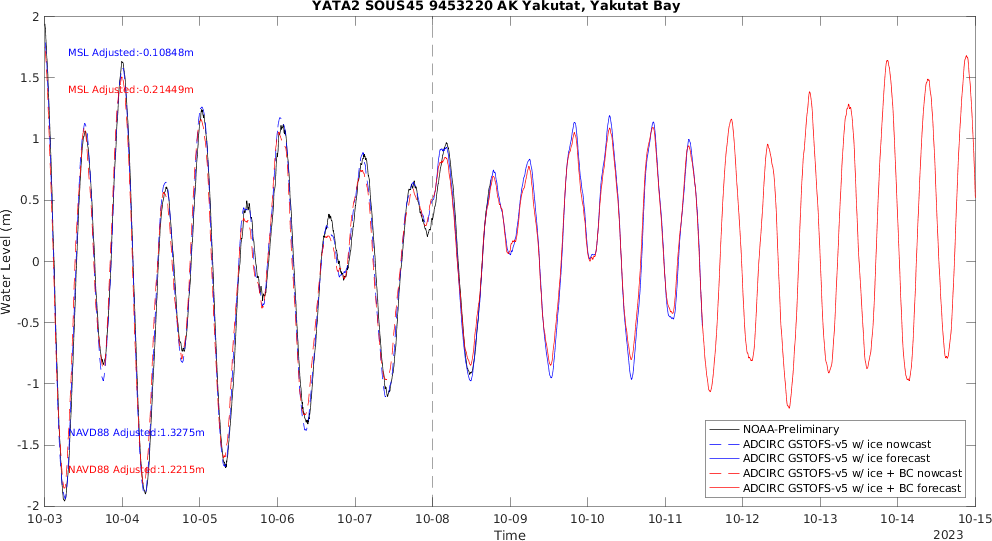 YATA2 SOUS45 9453220 AK Yakutat, Yakutat Bay
2
1.5
1
0.5
0
-0.5
-1
-1.5
-2
Water Level (m)
MSL Adjusted:-0.10848m
MSL Adjusted:-0.21449m
NAVD88 Adjusted:1.3275m
NAVD88 Adjusted:1.2215m
NOAA-Preliminary
ADCIRC GSTOFS-v5 w/ ice nowcast
ADCIRC GSTOFS-v5 w/ ice forecast
ADCIRC GSTOFS-v5 w/ ice + BC nowcast
ADCIRC GSTOFS-v5 w/ ice + BC forecast
10-03 10-04 10-05 10-06 10-07 10-08 10-09 10-10 10-11 10-12 10-13 10-14 10-15
Time
2023